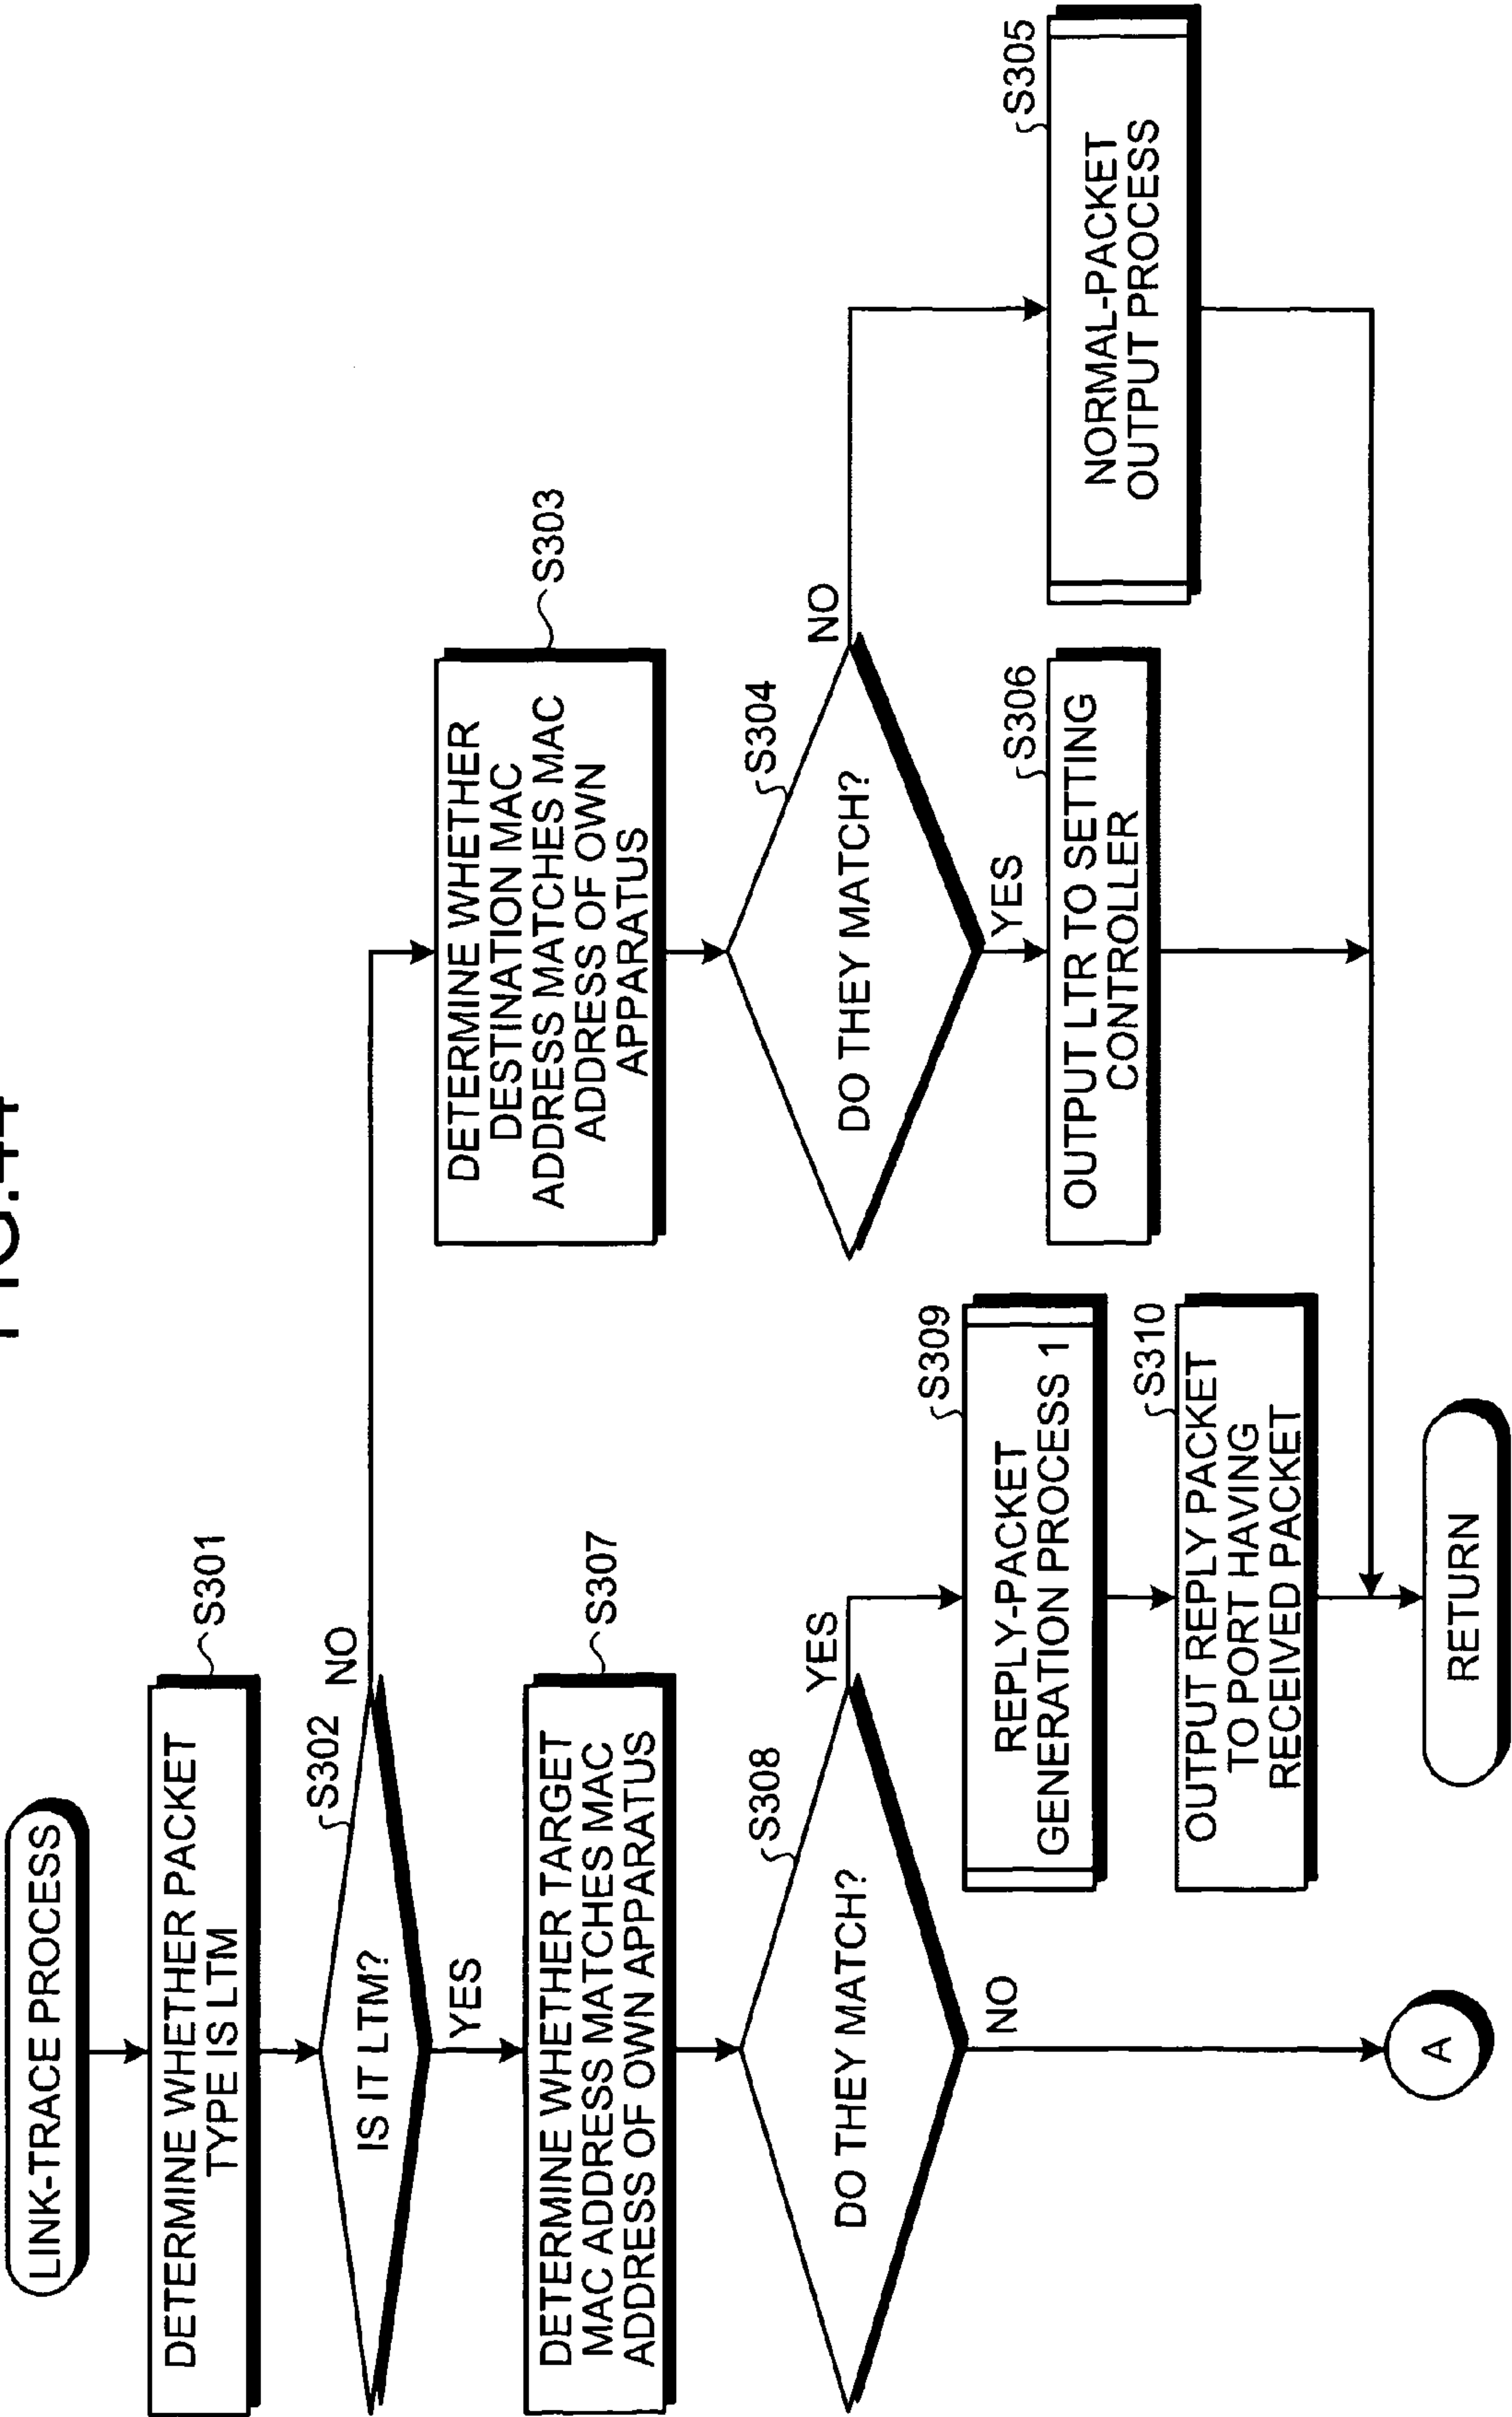 FIG.44
LINK-TRACE PROCESS
DETERMINE WHETHER PACKET
TYPE IS LTM
S301
IS IT LTM?
S302
NO
YES
DETERMINE WHETHER
DESTINATION MAC
ADDRESS MATCHES MAC
ADDRESS OF OWN
APPARATUS
S303
DO THEY MATCH?
S304
NO
YES
NORMAL-PACKET
OUTPUT PROCESS
S305
OUTPUT LTR TO SETTING
CONTROLLER
S306
DETERMINE WHETHER TARGET
MAC ADDRESS MATCHES MAC
ADDRESS OF OWN APPARATUS
S307
DO THEY MATCH?
S308
YES
NO
REPLY-PACKET
GENERATION PROCESS 1
S309
OUTPUT REPLY PACKET
TO PORT HAVING
RECEIVED PACKET
S310
A
RETURN